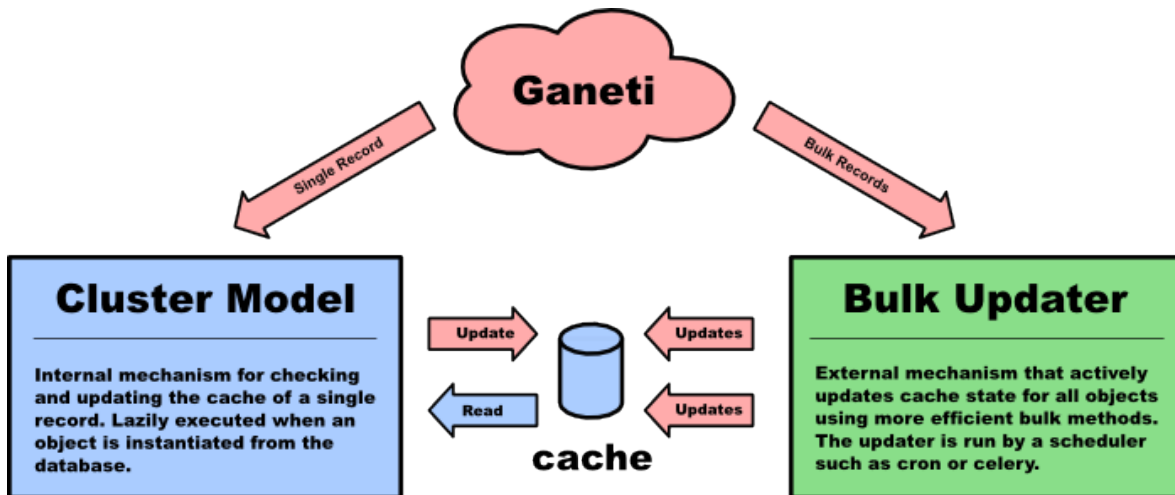 Ganeti
Single Record
Bulk Records
Cluster Model
Internal mechanism for checking
and updating the cache of a single
record. Lazily executed when an
object is instantiated from the
database.
Update
Read
cache
Updates
Updates
Bulk Updater
External mechanism that actively
updates cache state for all objects
using more efficient bulk methods.
The updater is run by a scheduler
such as cron or celery.